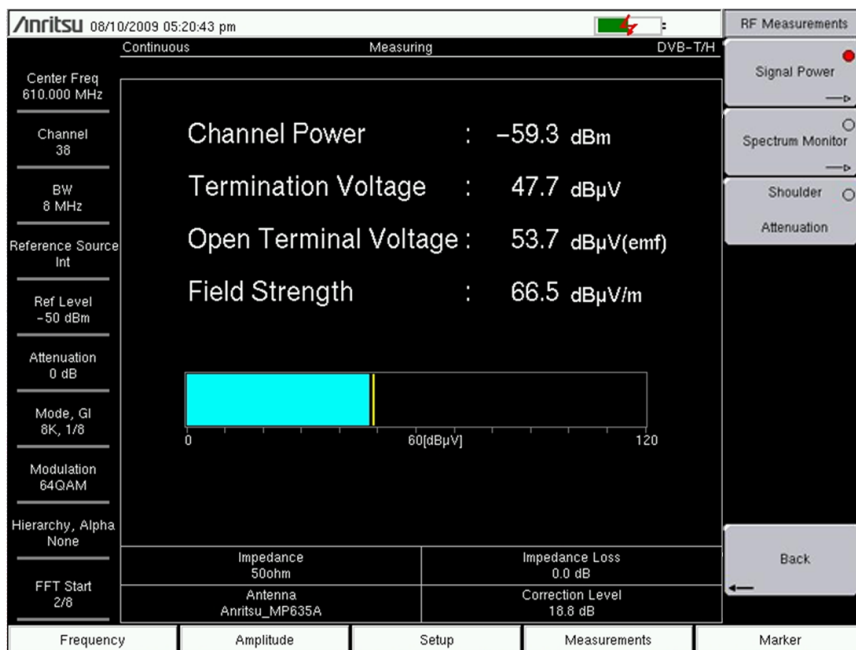 Anritsu 08/10/2009 05:20:43 pm
RF Measurements
Continuous Measuring DVB-T/H
Center Freq
610.000 MHz
Channel
38
BW
8 MHz
Reference Source
Int
Ref Level
-50 dBm
Attenuation
0 dB
Mode, GI
8K, 1/8
Modulation
64QAM
Hierarchy, Alpha
None
FFT Start
2/8
Channel Power : -59.3 dBm
Termination Voltage : 47.7 dBµV
Open Terminal Voltage : 53.7 dBµV(emf)
Field Strength : 66.5 dBµV/m
0 60[dBµV] 120
Impedance
50ohm
Impedance Loss
0.0 dB
Antenna
Anritsu_MP635A
Correction Level
18.8 dB
Signal Power
Spectrum Monitor
Shoulder
Attenuation
Back
Frequency Amplitude Setup Measurements Marker